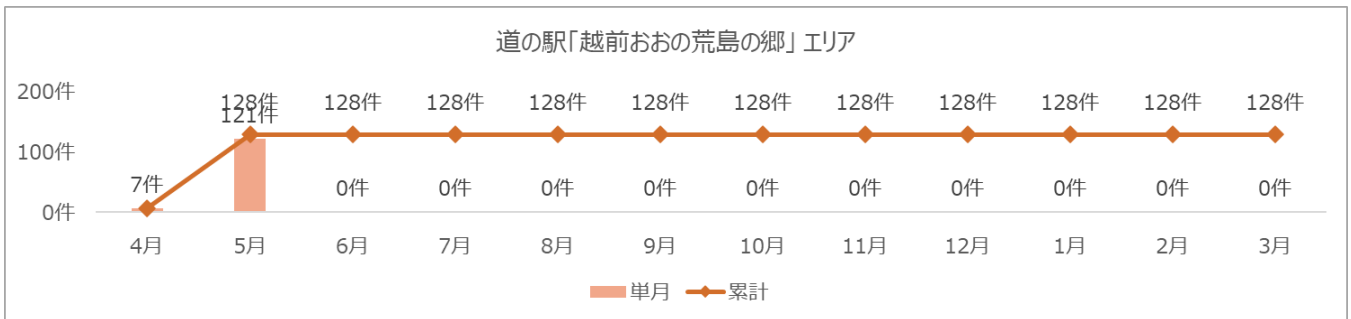 道の駅「越前おおの荒島の郷」 エリア
200件
100件
0件
7件
128件
121件
128件 128件 128件 128件 128件 128件 128件 128件 128件 128件
0件 0件 0件 0件 0件 0件 0件 0件 0件 0件
4月 5月 6月 7月 8月 9月 10月 11月 12月 1月 2月 3月
単月 累計